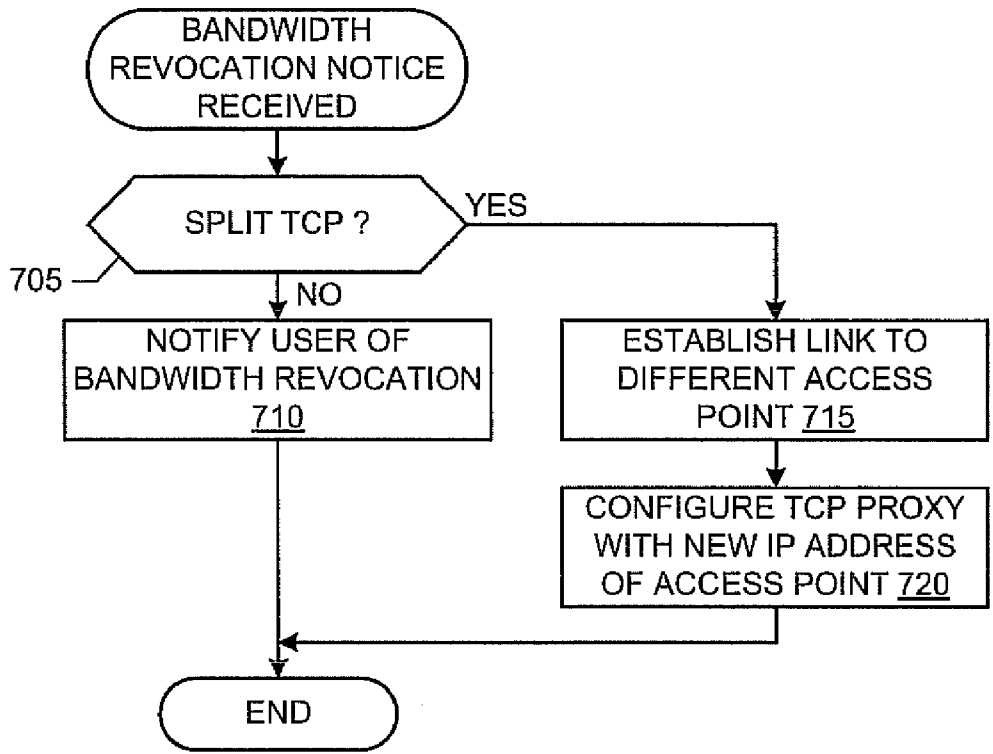 BANDWIDTH
REVOCATION NOTICE
RECEIVED
SPLIT TCP ?
YES
705
NO
NOTIFY USER OF
BANDWIDTH REVOCATION
710
ESTABLISH LINK TO
DIFFERENT ACCESS
POINT 715
CONFIGURE TCP PROXY
WITH NEW IP ADDRESS
OF ACCESS POINT 720
END